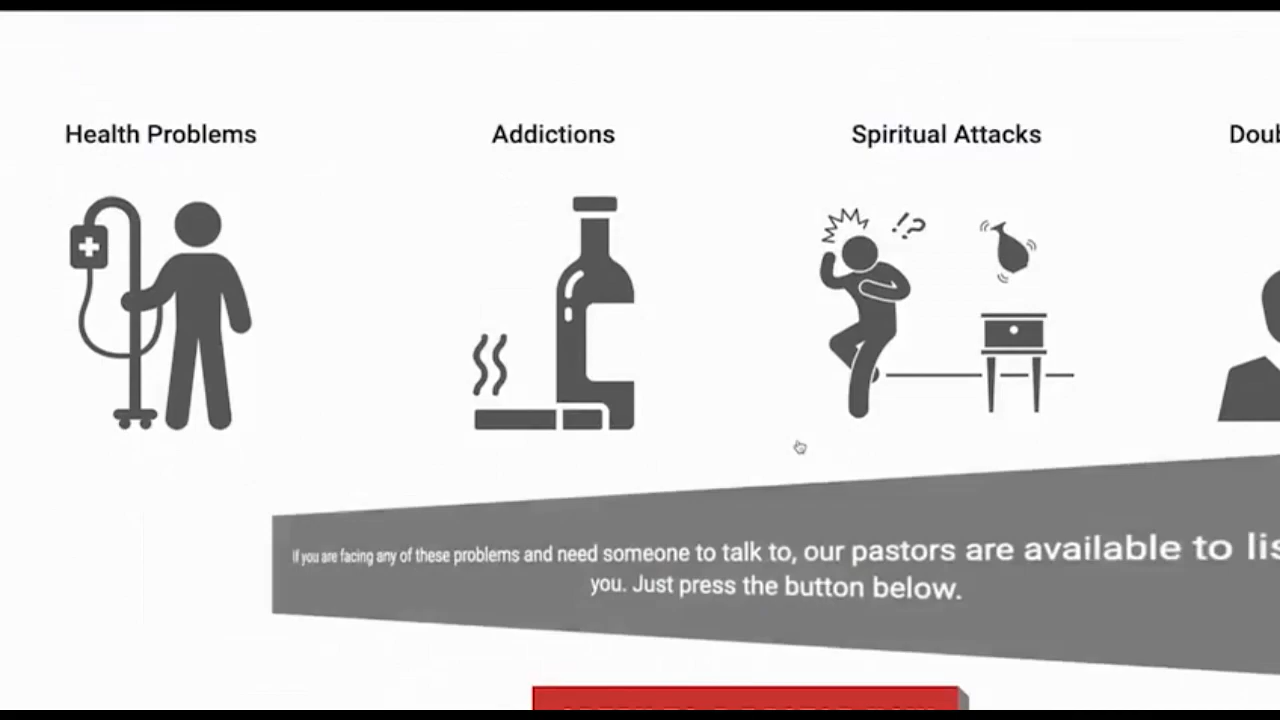 Health Problems
Addictions
Spiritual Attacks
!?
If you are facing any of these problems and need someone to talk to, our pastors are available to
you. Just press the button below.